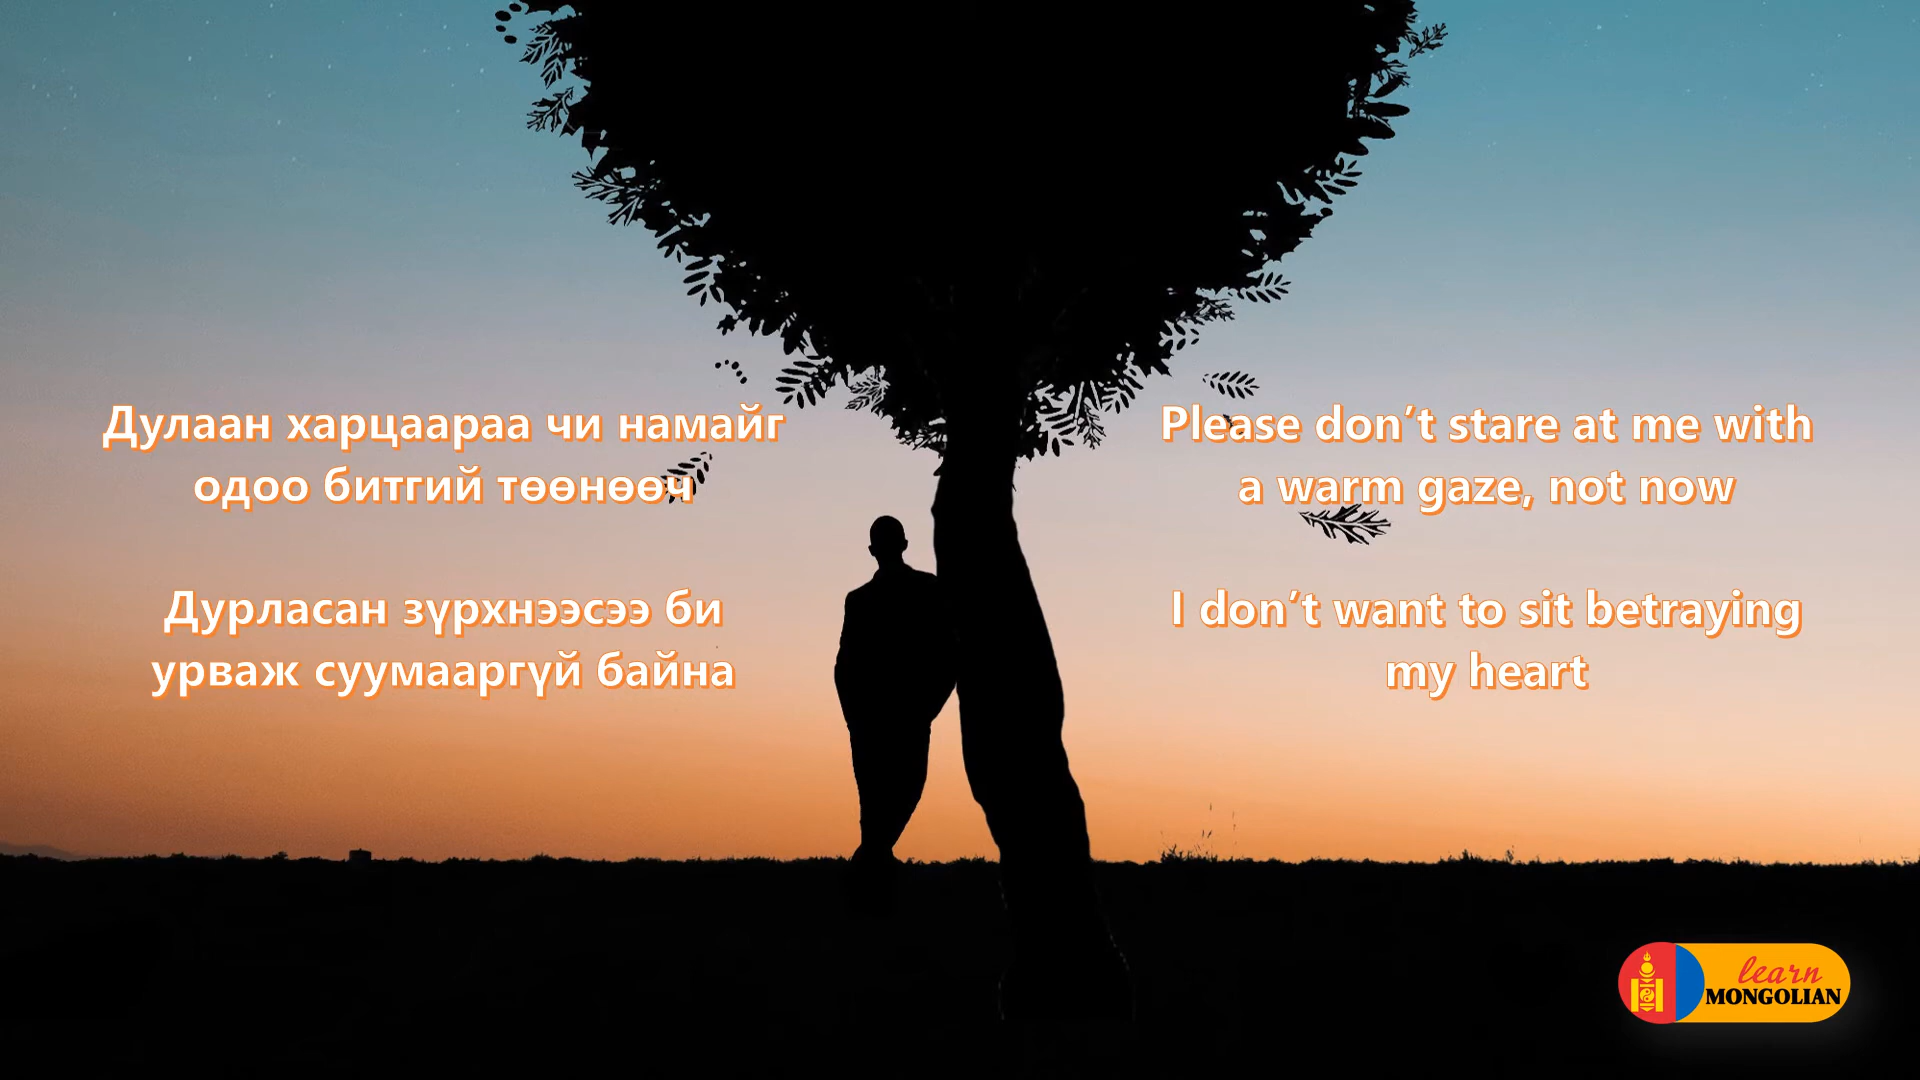 Дулаан харцаараа чи намайг
одоо битгий төөнөөч
Дурласан зүрхнээсээ би
урваж суумааргүй байна
Please don’t stare at me with
a warm gaze, not now
I don’t want to sit betraying
my heart
learn
MONGOLIAN